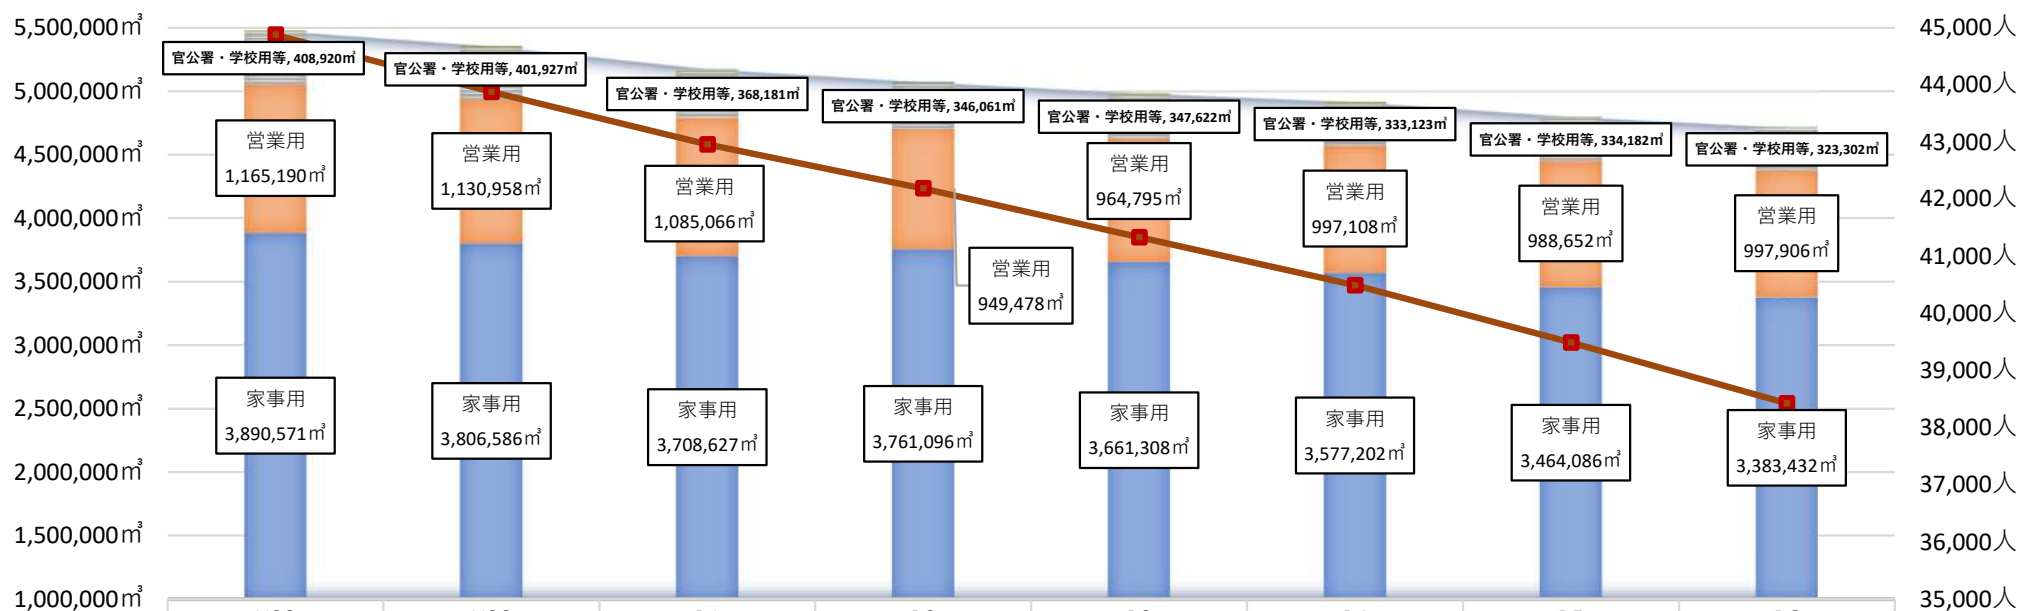 5,500,000㎥
5,000,000㎥
4,500,000㎥
4,000,000㎥
3,500,000㎥
3,000,000㎥
2,500,000㎥
2,000,000㎥
1,500,000㎥
1,000,000㎥
官公署・学校用等, 408,920㎥
営業用
1,165,190㎥
家事用
3,890,571㎥
官公署・学校用等, 401,927㎥
営業用
1,130,958㎥
家事用
3,806,586㎥
官公署・学校用等, 368,181㎥
営業用
1,085,066㎥
家事用
3,708,627㎥
官公署・学校用等, 346,061㎥
営業用
949,478㎥
家事用
3,761,096㎥
官公署・学校用等, 347,622㎥
営業用
964,795㎥
家事用
3,661,308㎥
官公署・学校用等, 333,123㎥
営業用
997,108㎥
家事用
3,577,202㎥
官公署・学校用等, 334,182㎥
営業用
988,652㎥
家事用
3,464,086㎥
官公署・学校用等, 323,302㎥
営業用
997,906㎥
家事用
3,383,432㎥
45,000人
44,000人
43,000人
42,000人
41,000人
40,000人
39,000人
38,000人
37,000人
36,000人
35,000人